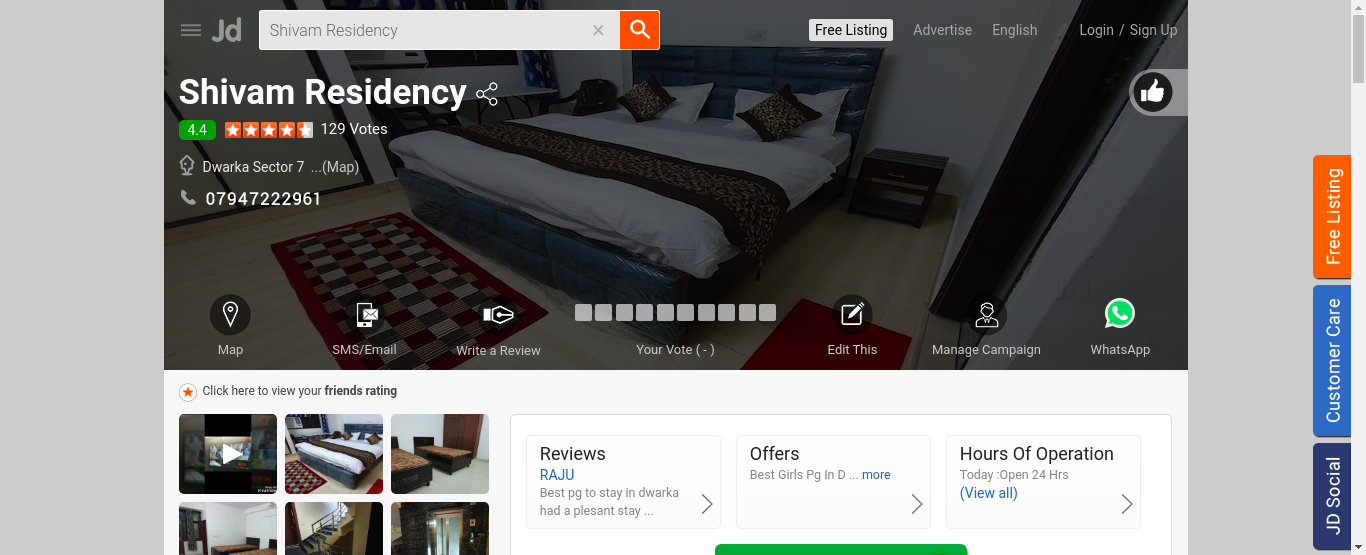 Jd
Shivam Residency
Free Listing
Advertise
English
Login / Sign Up
Shivam Residency
4.4
129 Votes
Dwarka Sector 7 ...(Map)
07947222961
Map
SMS/Email
Write a Review
Your Vote ( - )
Edit This
Manage Campaign
WhatsApp
Click here to view your friends rating
Reviews
RAJU
Best pg to stay in dwarka
had a plesant stay ...
Offers
Best Girls Pg In D ... more
Hours Of Operation
Today :Open 24 Hrs
(View all)
Free Listing
Customer Care
JD Social